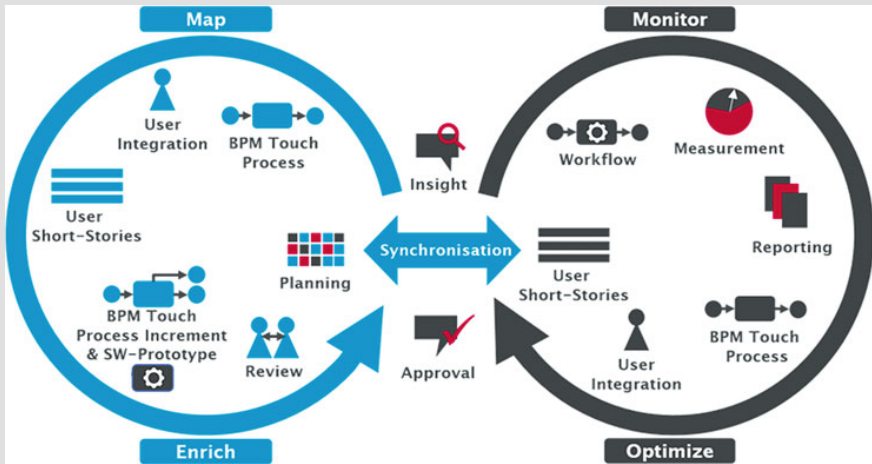 Map
Monitor
User
Integration
BPM Touch
Process
User
Short-Stories
Planning
BPM Touch
Process Increment
& SW-Prototype
Review
Enrich
Insight
Synchronisation
Approval
Workflow
Measurement
Reporting
User
Short-Stories
BPM Touch
Process
User
Integration
Optimize